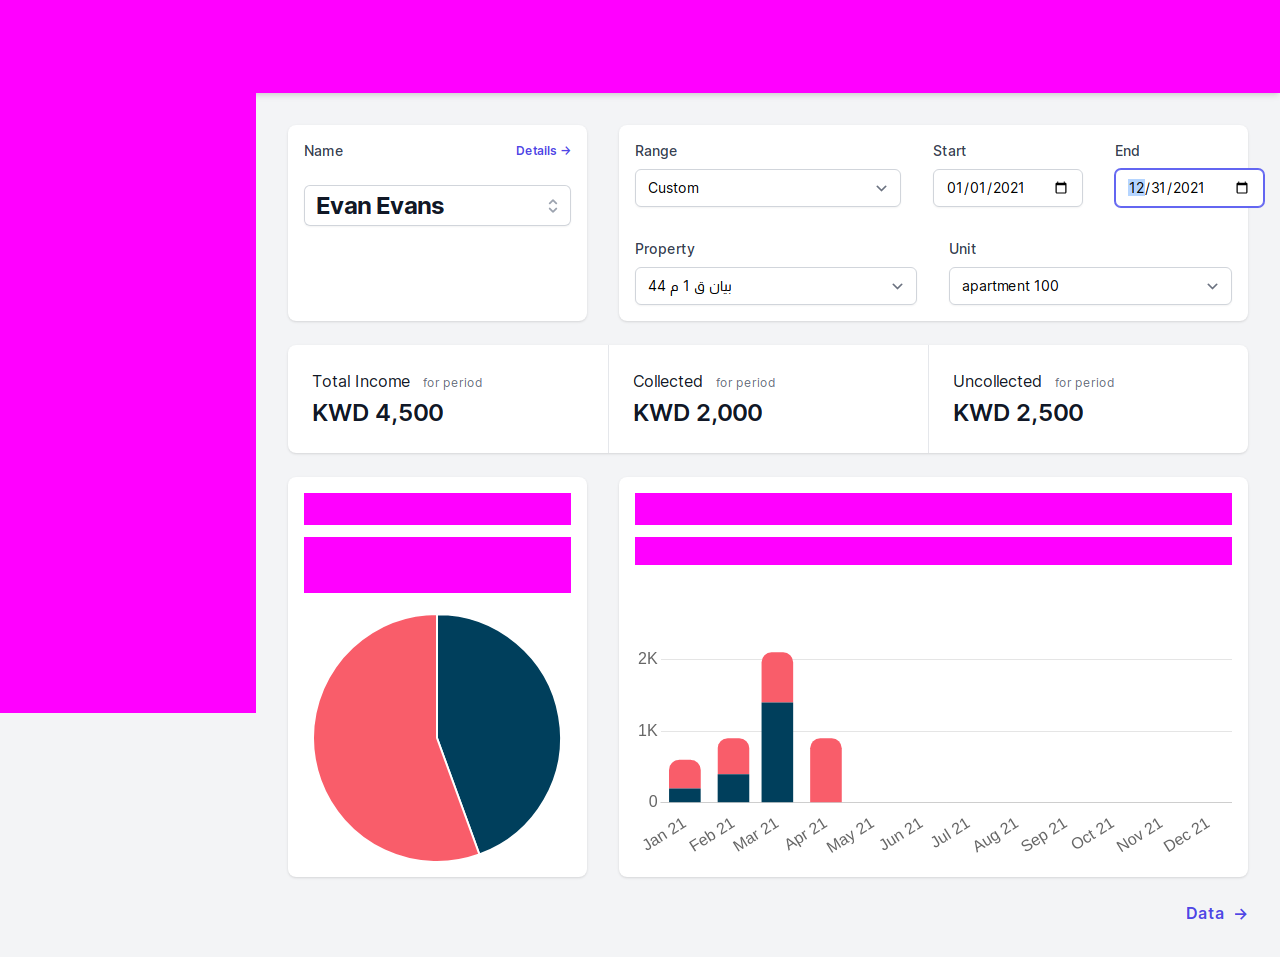 Name
Details →
Evan Evans
Range
Start
End
Custom
01/01/2021
12/31/2021
Property
Unit
بيان ق 1 م 44
apartment 100
Total Income for period
KWD 4,500
Collected for period
KWD 2,000
Uncollected for period
KWD 2,500
2K
1K
0
Jan 21
Feb 21
Mar 21
Apr 21
May 21
Jun 21
Jul 21
Aug 21
Sep 21
Oct 21
Nov 21
Dec 21
Data →